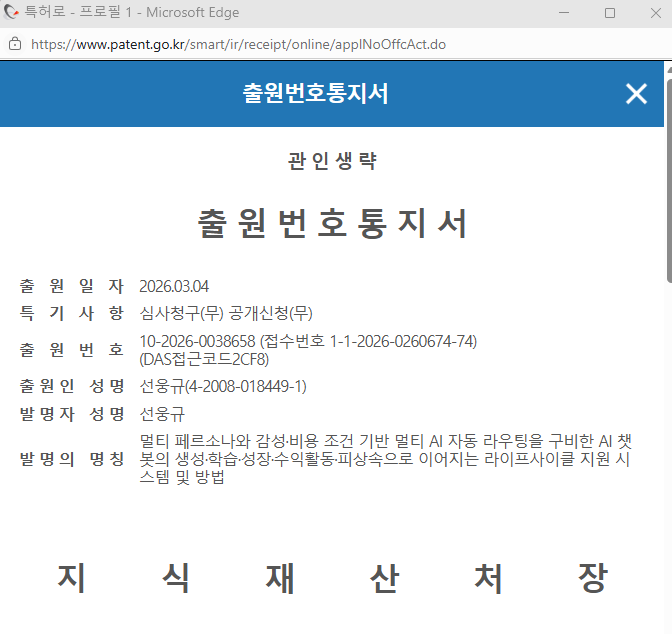 특허로 - 프로필 1 - Microsoft Edge
https://www.patent.go.kr/smart/ir/receipt/online/applNoOffcAct.do
출원번호통지서
관 인 생 략
출 원 번 호 통 지 서
출 원 일 자 2026.03.04
특 기 사 항 심사청구(무) 공개신청(무)
출 원 번 호 10-2026-0038658 (접수번호 1-1-2026-0260674-74)
(DAS접근코드2CF8)
출 원 인 성 명 선웅규(4-2008-018449-1)
발 명 자 성 명 선웅규
발 명 의 명 칭 멀티 페르소나와 감성·비용 조건 기반 멀티 AI 자동 라우팅을 구비한 AI 챗
봇의 생성·학습·성장·수익활동·피상속으로 이어지는 라이프사이클 지원 시
스템 및 방법
지 식 재 산 처 장